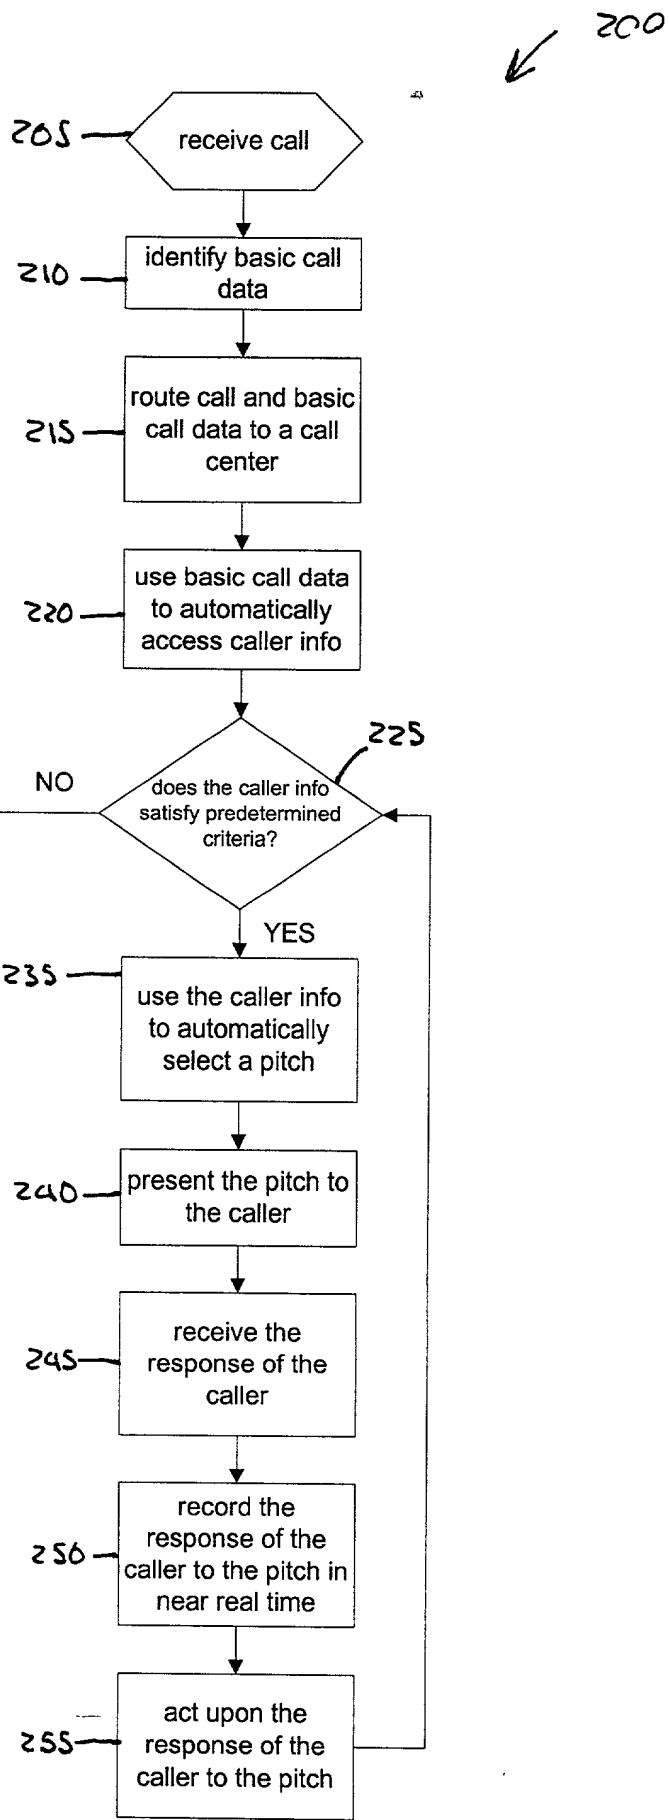 200
205
receive call
210
identify basic call
data
215
route call and basic
call data to a call
center
220
use basic call data
to automatically
access caller info
225
NO
does the caller info
satisfy predetermined
criteria?
YES
235
use the caller info
to automatically
select a pitch
240
present the pitch to
the caller
245
receive the
response of the
caller
250
record the
response of the
caller to the pitch in
near real time
255
act upon the
response of the
caller to the pitch